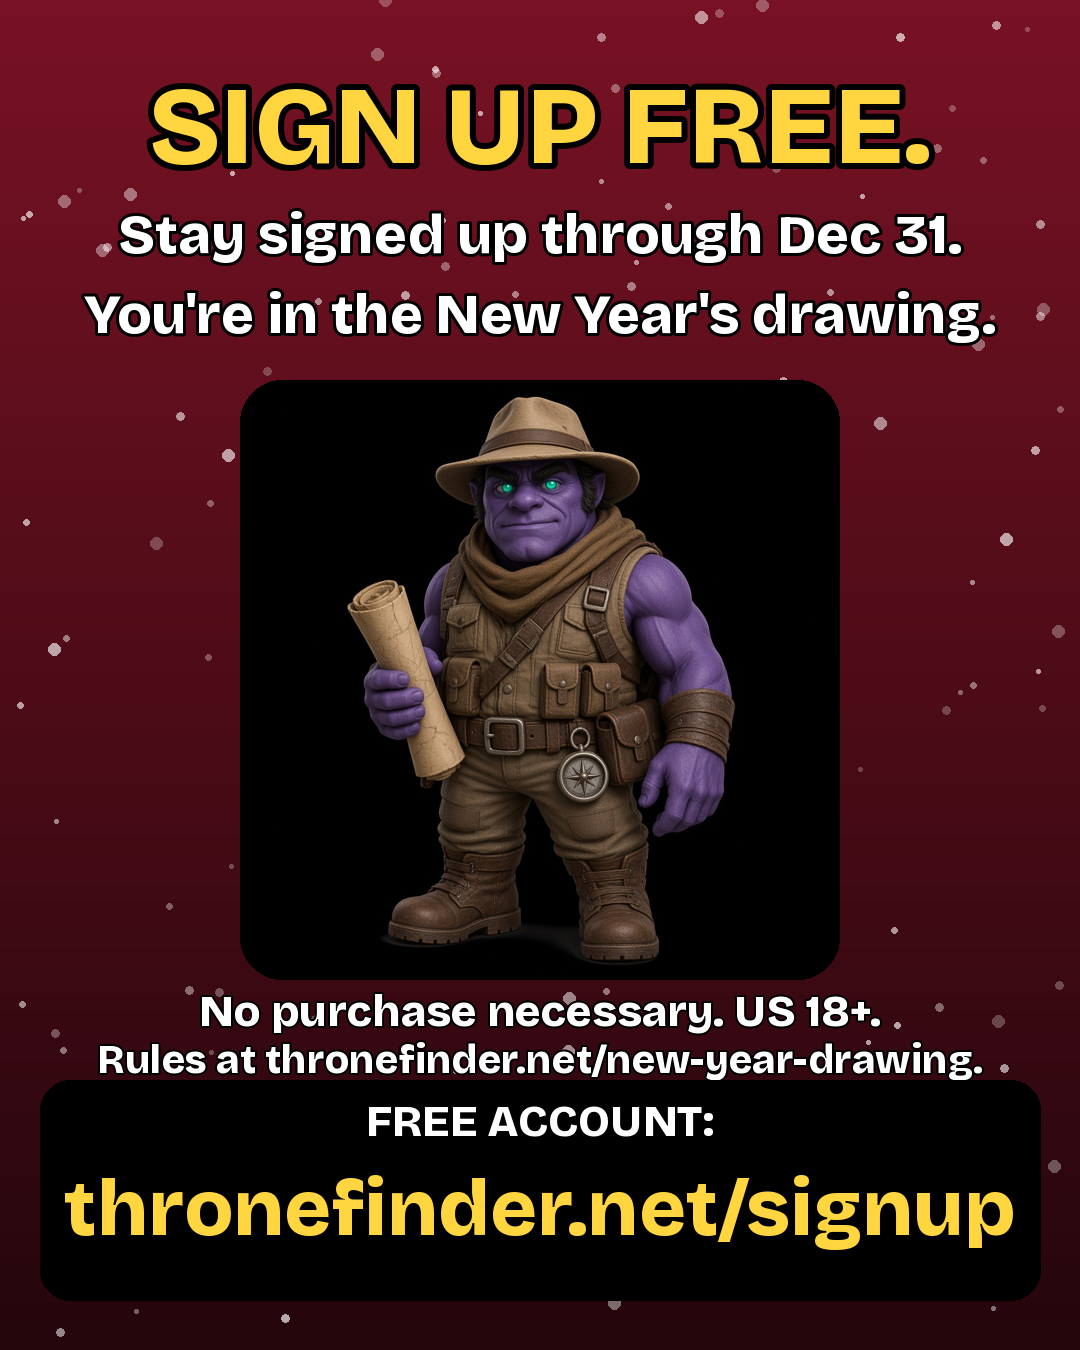 SIGN UP FREE.
Stay signed up through Dec 31.
You're in the New Year's drawing.
No purchase necessary. US 18+.
Rules at thronefinder.net/new-year-drawing.
FREE ACCOUNT:
thronefinder.net/signup